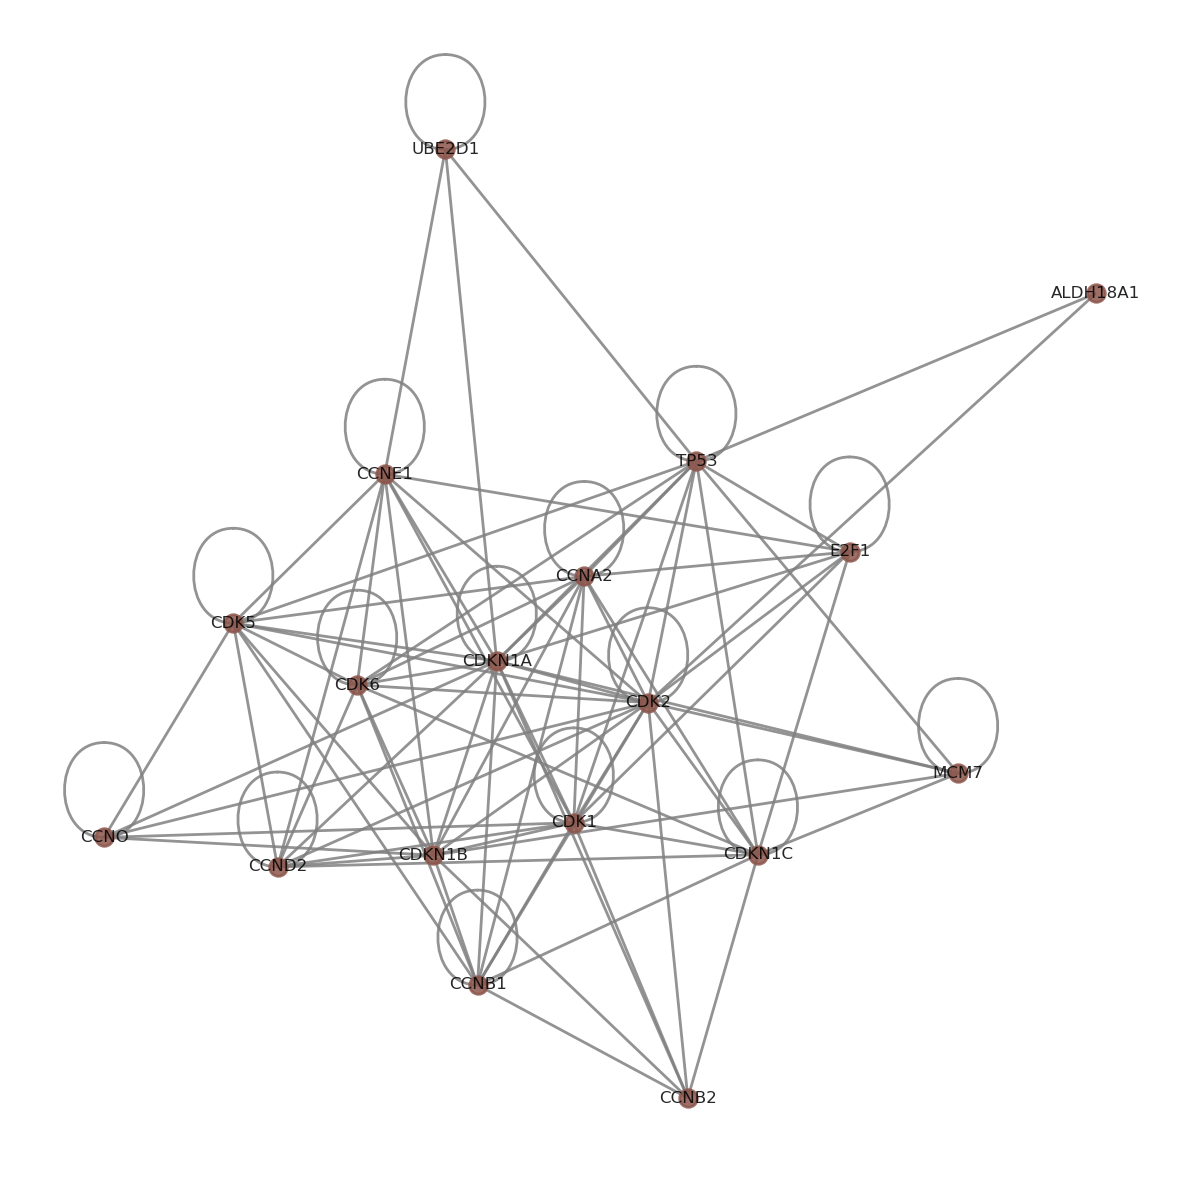 UBE2D1
ALDH18A1
TP53
CCNE1
E2F1
CCNA2
CDK5
CDKN1A
CDK6
CDK2
MCM7
CDK1
CCNO
CDKN1B
CDKN1C
CCND2
CCNB1
CCNB2